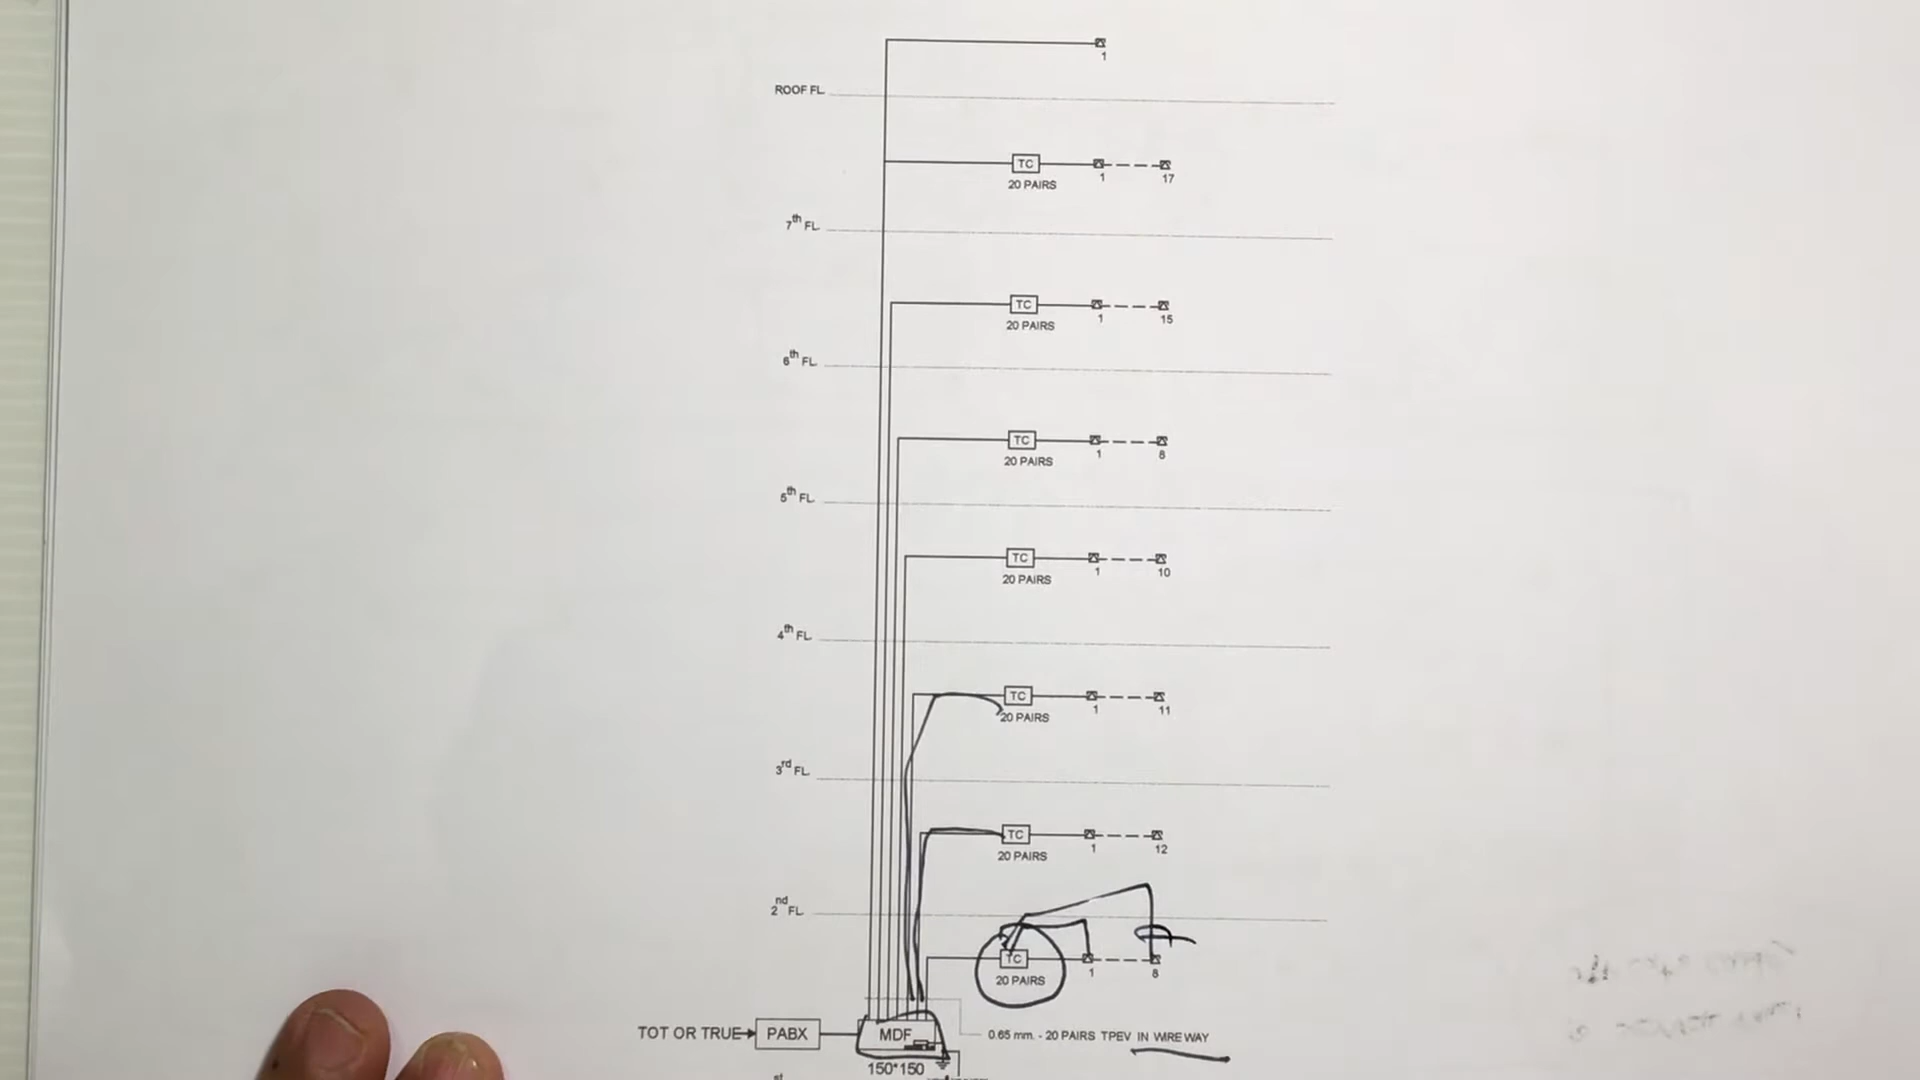 1
ROOF FL.
TC
1 17
20 PAIRS
7th FL.
TC
1 15
20 PAIRS
6th FL.
TC
1 8
20 PAIRS
5th FL.
TC
1 10
20 PAIRS
4th FL.
TC
1 11
20 PAIRS
3rd FL.
TC
1 12
20 PAIRS
2nd FL.
TC
1 8
20 PAIRS
TOT OR TRUE PABX MDF 0.65 mm. - 20 PAIRS TPEV IN WIREWAY
150*150
st